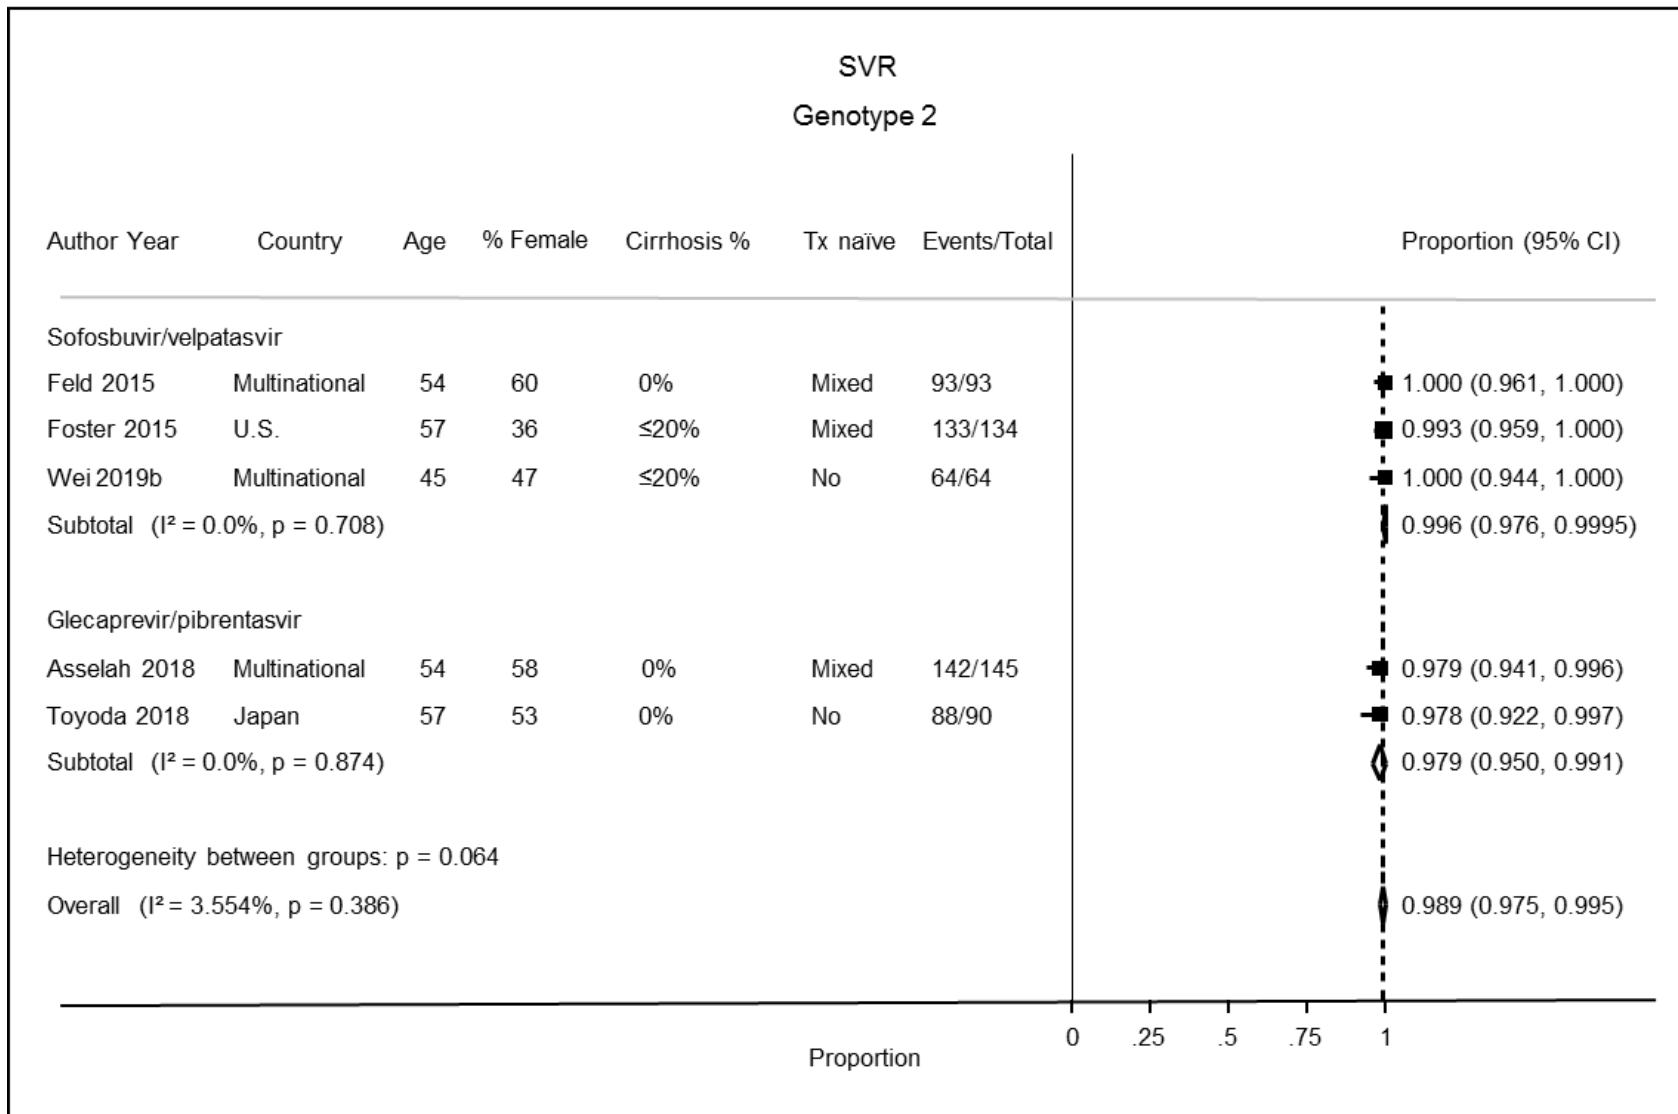 SVR
Genotype 2
Author Year Country Age % Female Cirrhosis % Tx naïve Events/Total Proportion (95% CI)
Sofosbuvir/velpatasvir
Feld 2015 Multinational 54 60 0% Mixed 93/93 1.000 (0.961, 1.000)
Foster 2015 U.S. 57 36 ≤20% Mixed 133/134 0.993 (0.959, 1.000)
Wei 2019b Multinational 45 47 ≤20% No 64/64 1.000 (0.944, 1.000)
Subtotal (I² = 0.0%, p = 0.708) 0.996 (0.976, 0.9995)
Glecaprevir/pibrentasvir
Asselah 2018 Multinational 54 58 0% Mixed 142/145 0.979 (0.941, 0.996)
Toyoda 2018 Japan 57 53 0% No 88/90 0.978 (0.922, 0.997)
Subtotal (I² = 0.0%, p = 0.874) 0.979 (0.950, 0.991)
Heterogeneity between groups: p = 0.064
Overall (I² = 3.554%, p = 0.386) 0.989 (0.975, 0.995)
0 .25 .5 .75 1
Proportion